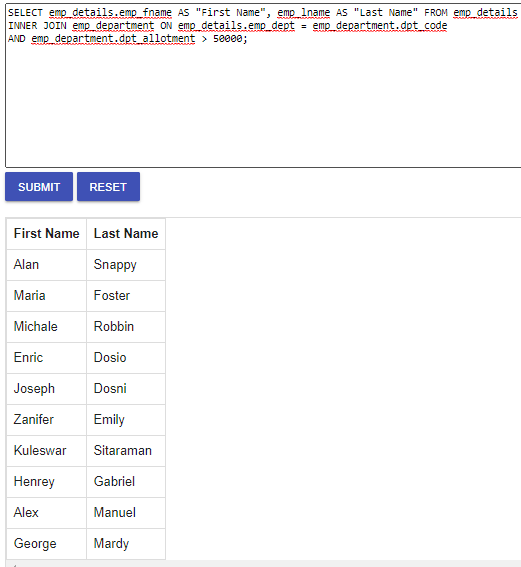 SELECT emp_details.emp_fname AS "First Name", emp_lname AS "Last Name" FROM emp_details
INNER JOIN emp_department ON emp_details.emp_dept = emp_department.dpt_code
AND emp_department.dpt_allotment > 50000;
SUBMIT RESET
First Name Last Name
Alan Snappy
Maria Foster
Michale Robbin
Enric Dosio
Joseph Dosni
Zanifer Emily
Kuleswar Sitaraman
Henrey Gabriel
Alex Manuel
George Mardy